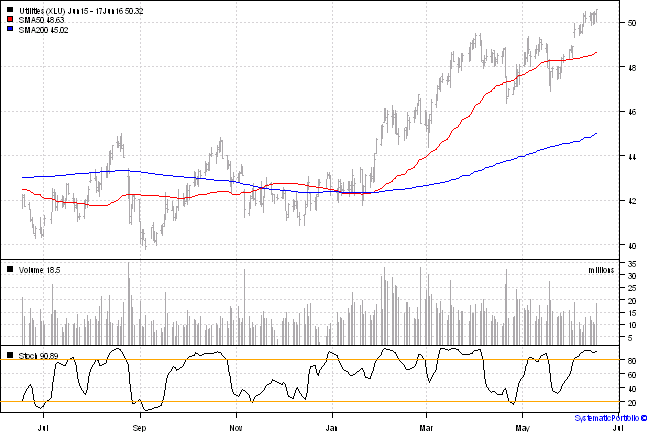 Utilities (XLU) Jun15 - 17Jun16 50.32
SMA50 48.63
SMA200 45.02
50
48
46
44
42
40
Volume 18.5
millions
35
30
25
20
15
10
5
Stoch 90.89
80
60
40
20
Jul
Sep
Nov
Jan
Mar
May
Jul
SystematicPortfolio ©